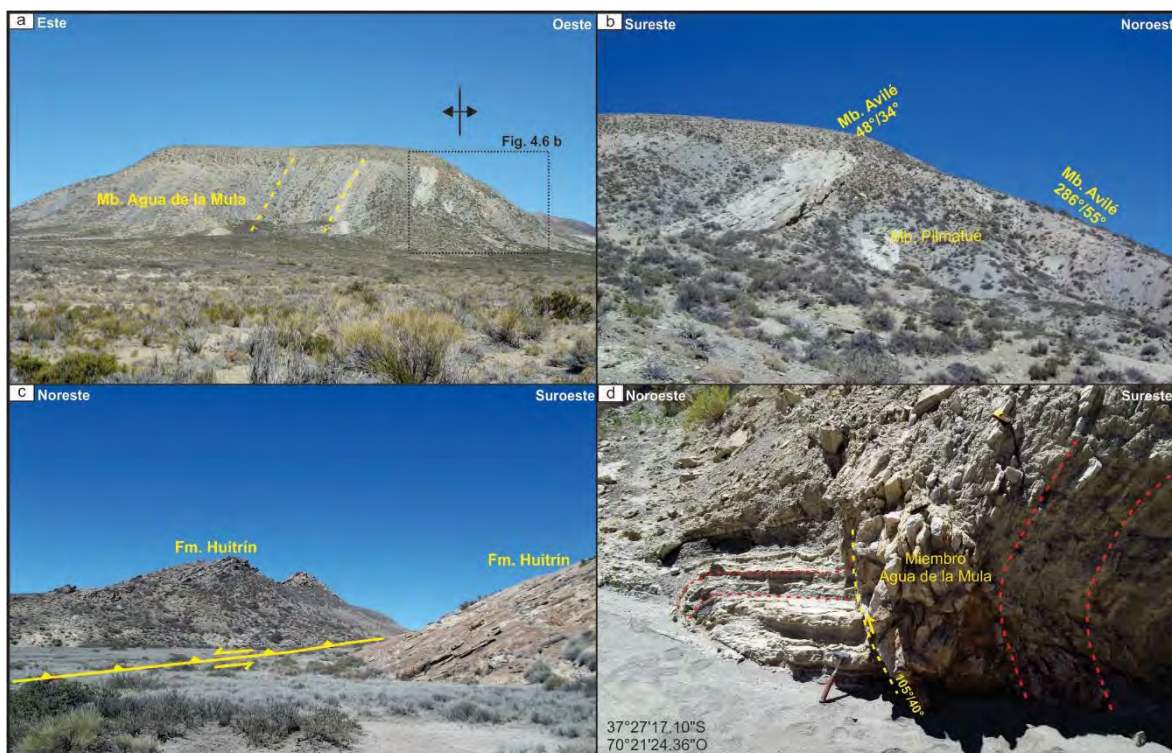 a Este
Oeste
Fig. 4.6 b
Mb. Agua de la Mula
b Sureste
Noroeste
Mb. Avilé
48°/34°
Mb. Avilé
286°/55°
Mb. Pilmatué
c Noreste
Suroeste
Fm. Huitrín
Fm. Huitrín
d Noroeste
Sureste
Miembro
Agua de la Mula
105°/40°
37°27'17.10"S
70°21'24.36"O